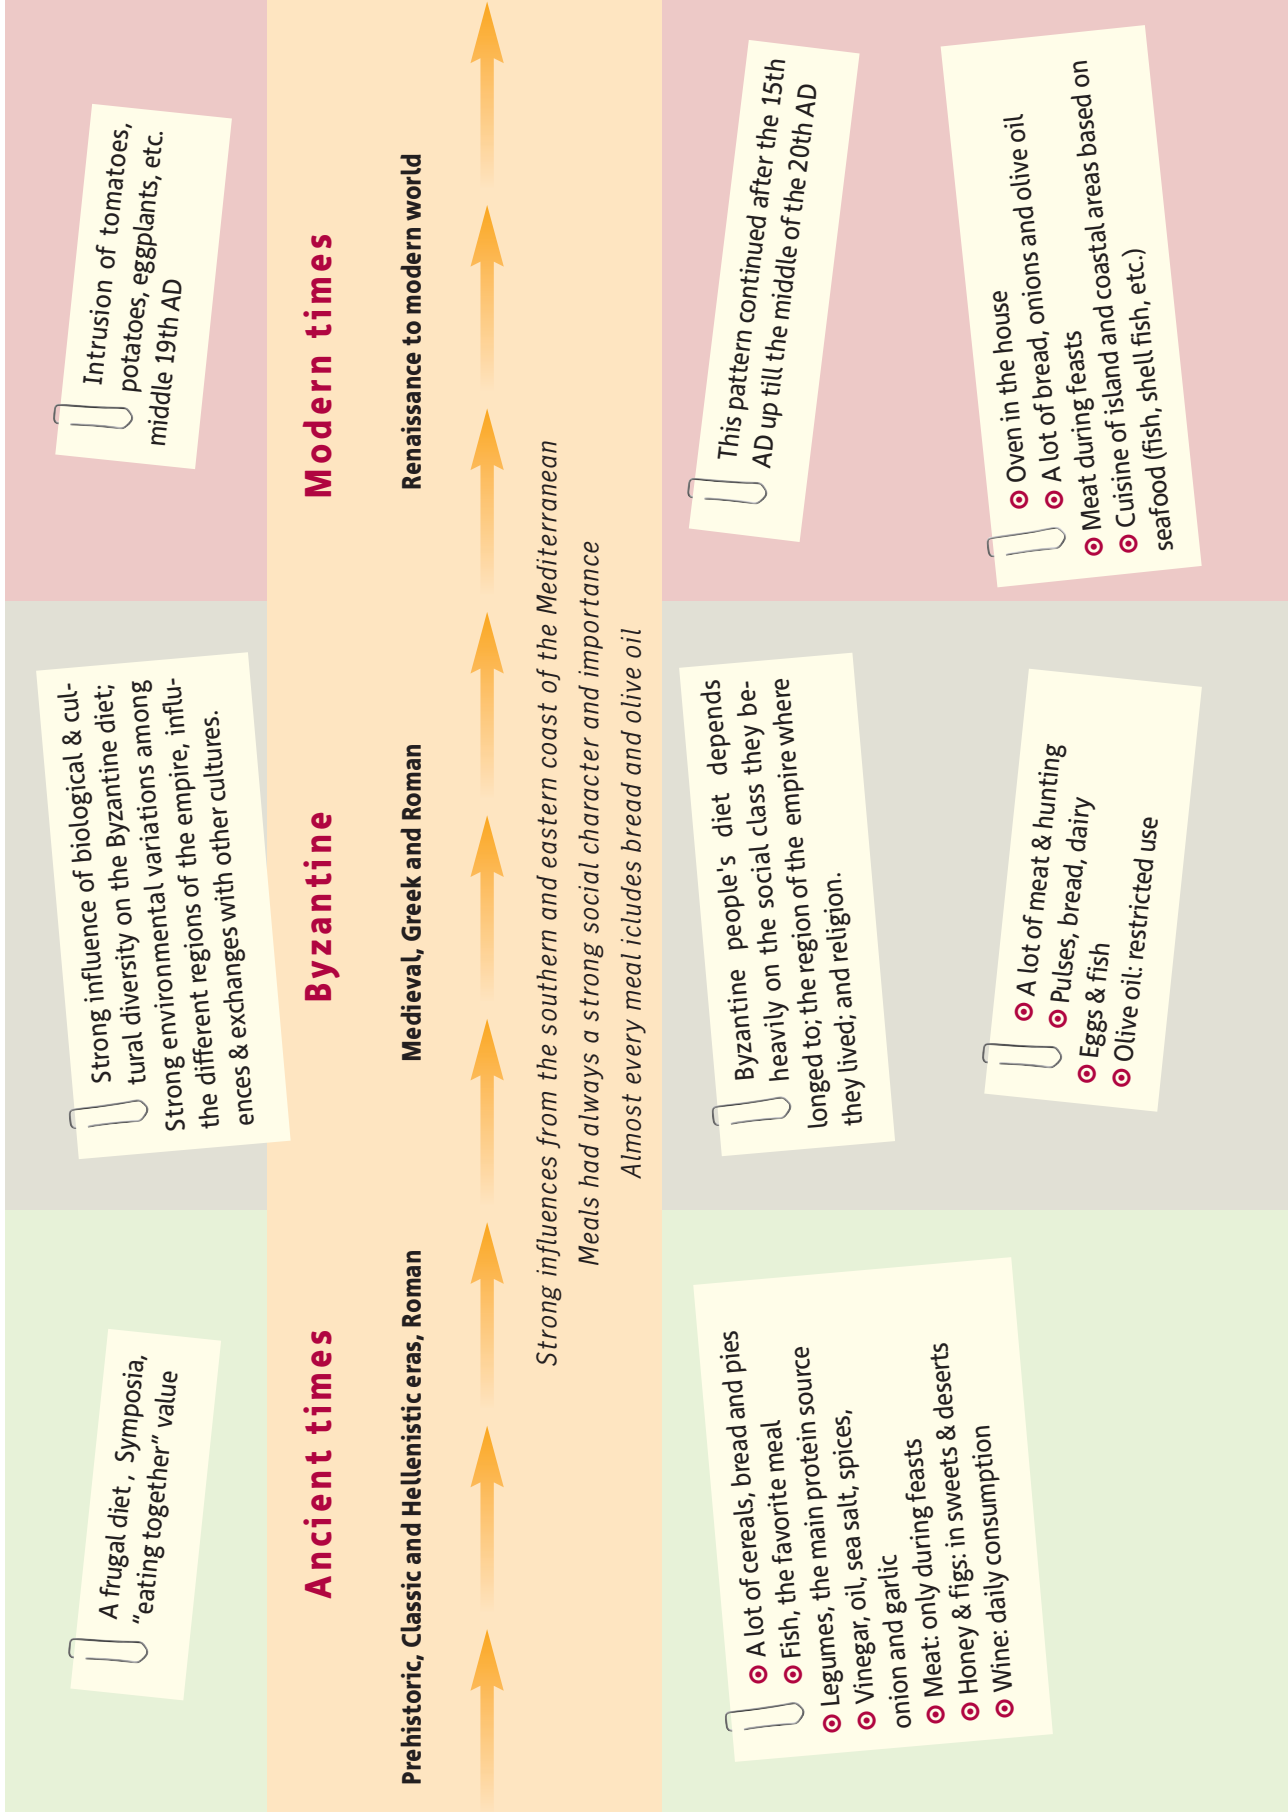 A frugal diet , Symposia,
"eating together" value
Strong influence of biological & cul-
tural diversity on the Byzantine diet;
Strong environmental variations among
the different regions of the empire, influ-
ences & exchanges with other cultures.
Intrusion of tomatoes,
potatoes, eggplants, etc.
middle 19th AD
Ancient times
Byzantine
Modern times
Prehistoric, Classic and Hellenistic eras, Roman
Medieval, Greek and Roman
Renaissance to modern world
Strong influences from the southern and eastern coast of the Mediterranean
Meals had always a strong social character and importance
Almost every meal icludes bread and olive oil
A lot of cereals, bread and pies
Fish, the favorite meal
Legumes, the main protein source
Vinegar, oil, sea salt, spices,
onion and garlic
Meat: only during feasts
Honey & figs: in sweets & deserts
Wine: daily consumption
Byzantine people's diet depends
heavily on the social class they be-
longed to; the region of the empire where
they lived; and religion.
A lot of meat & hunting
Pulses, bread, dairy
Eggs & fish
Olive oil: restricted use
This pattern continued after the 15th
AD up till the middle of the 20th AD
Oven in the house
A lot of bread, onions and olive oil
Meat during feasts
Cuisine of island and coastal areas based on
seafood (fish, shell fish, etc.)